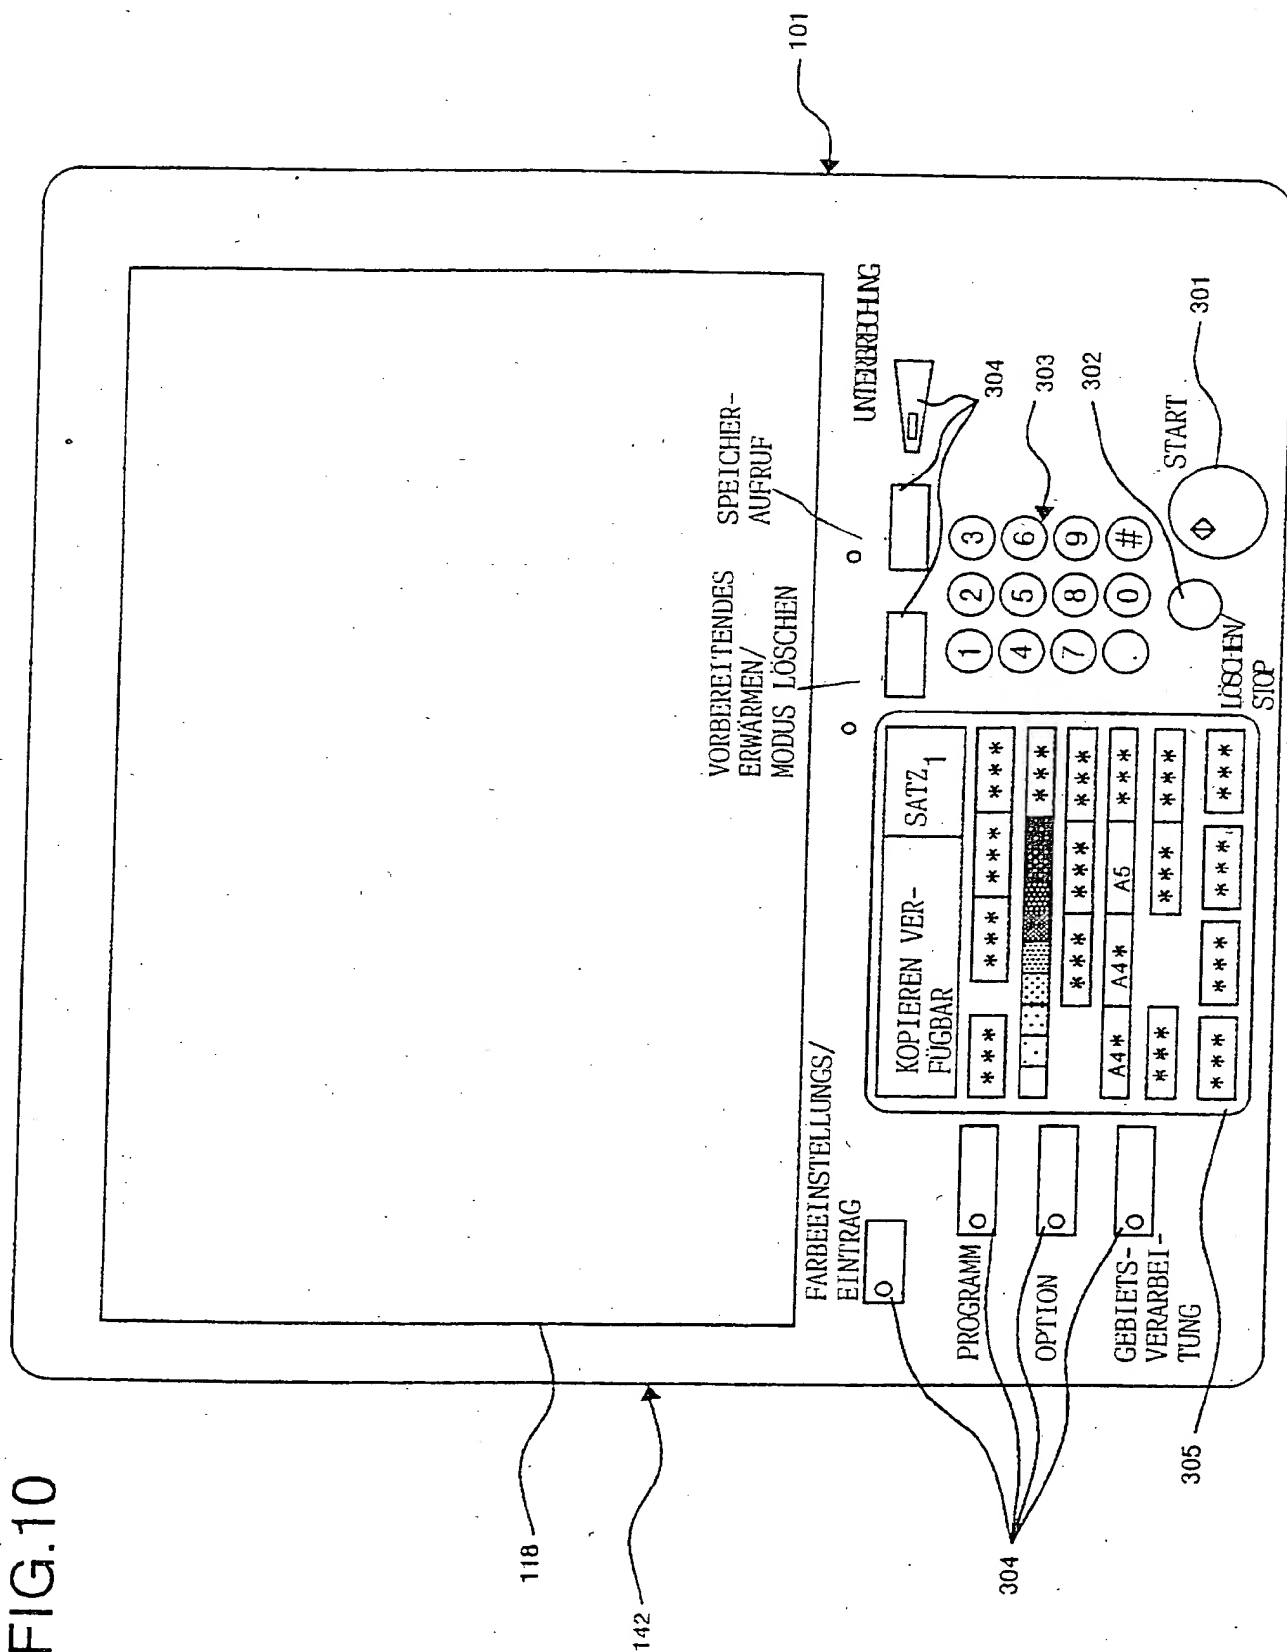 FIG.10
101
118
142
VORBEREITENDES
ERWÄRMEN/
MODUS LÖSCHEN
SPEICHER-
AUFRUF
UNTERBRECHUNG
FARBEEINSTELLUNGS/
EINTRAG
304
303
302
301
KOPIEREN VER-
FÜGBAR
SATZ
1
*** *** *** ***
***
*** *** ***
A4* A4* A5 ***
*** *** ***
*** *** *** ***
1 2 3
4 5 6
7 8 9
. 0 #
START
LÖSCHEN/
STOP
PROGRAMM
OPTION
GEBIETS-
VERARBEI-
TUNG
304
305